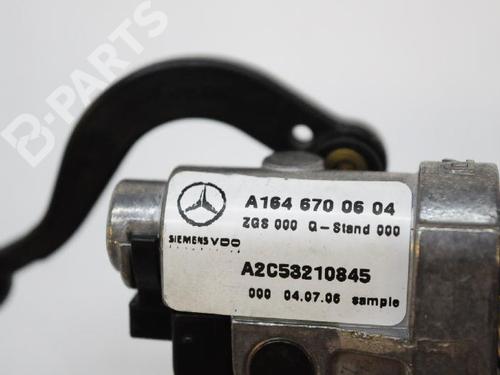 B-PARTS
A164 670 06 04
ZGS 000 Q-Stand 000
SIEMENS VDO
A2C53210845
000 04.07.06 sample